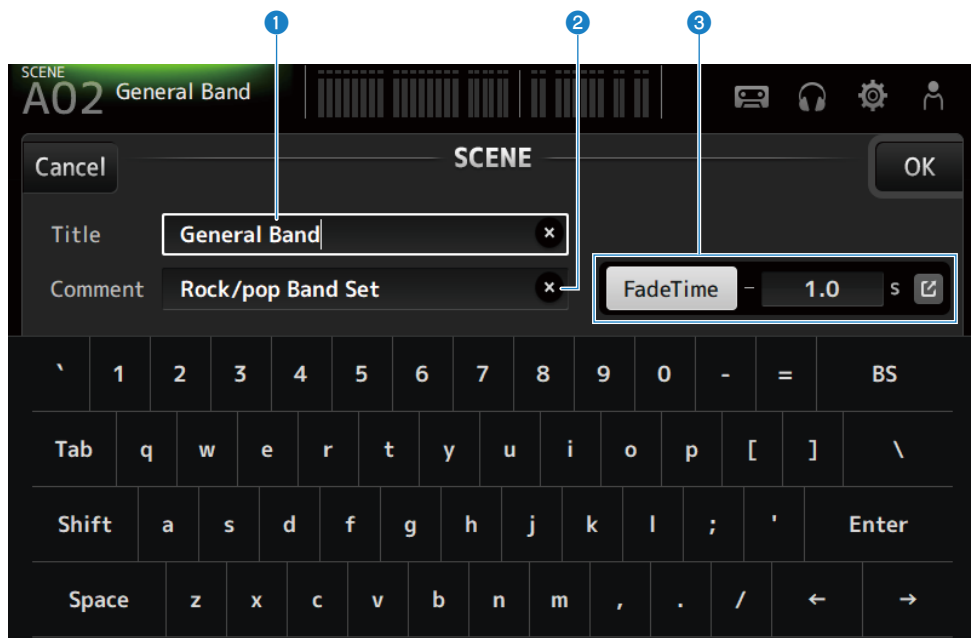 1 2 3
SCENE
A02 General Band
Cancel SCENE OK
Title General Band ×
Comment Rock/pop Band Set × FadeTime – 1.0 s
` 1 2 3 4 5 6 7 8 9 0 - = BS
Tab q w e r t y u i o p [ ] \
Shift a s d f g h j k l ; ' Enter
Space z x c v b n m , . / ← →